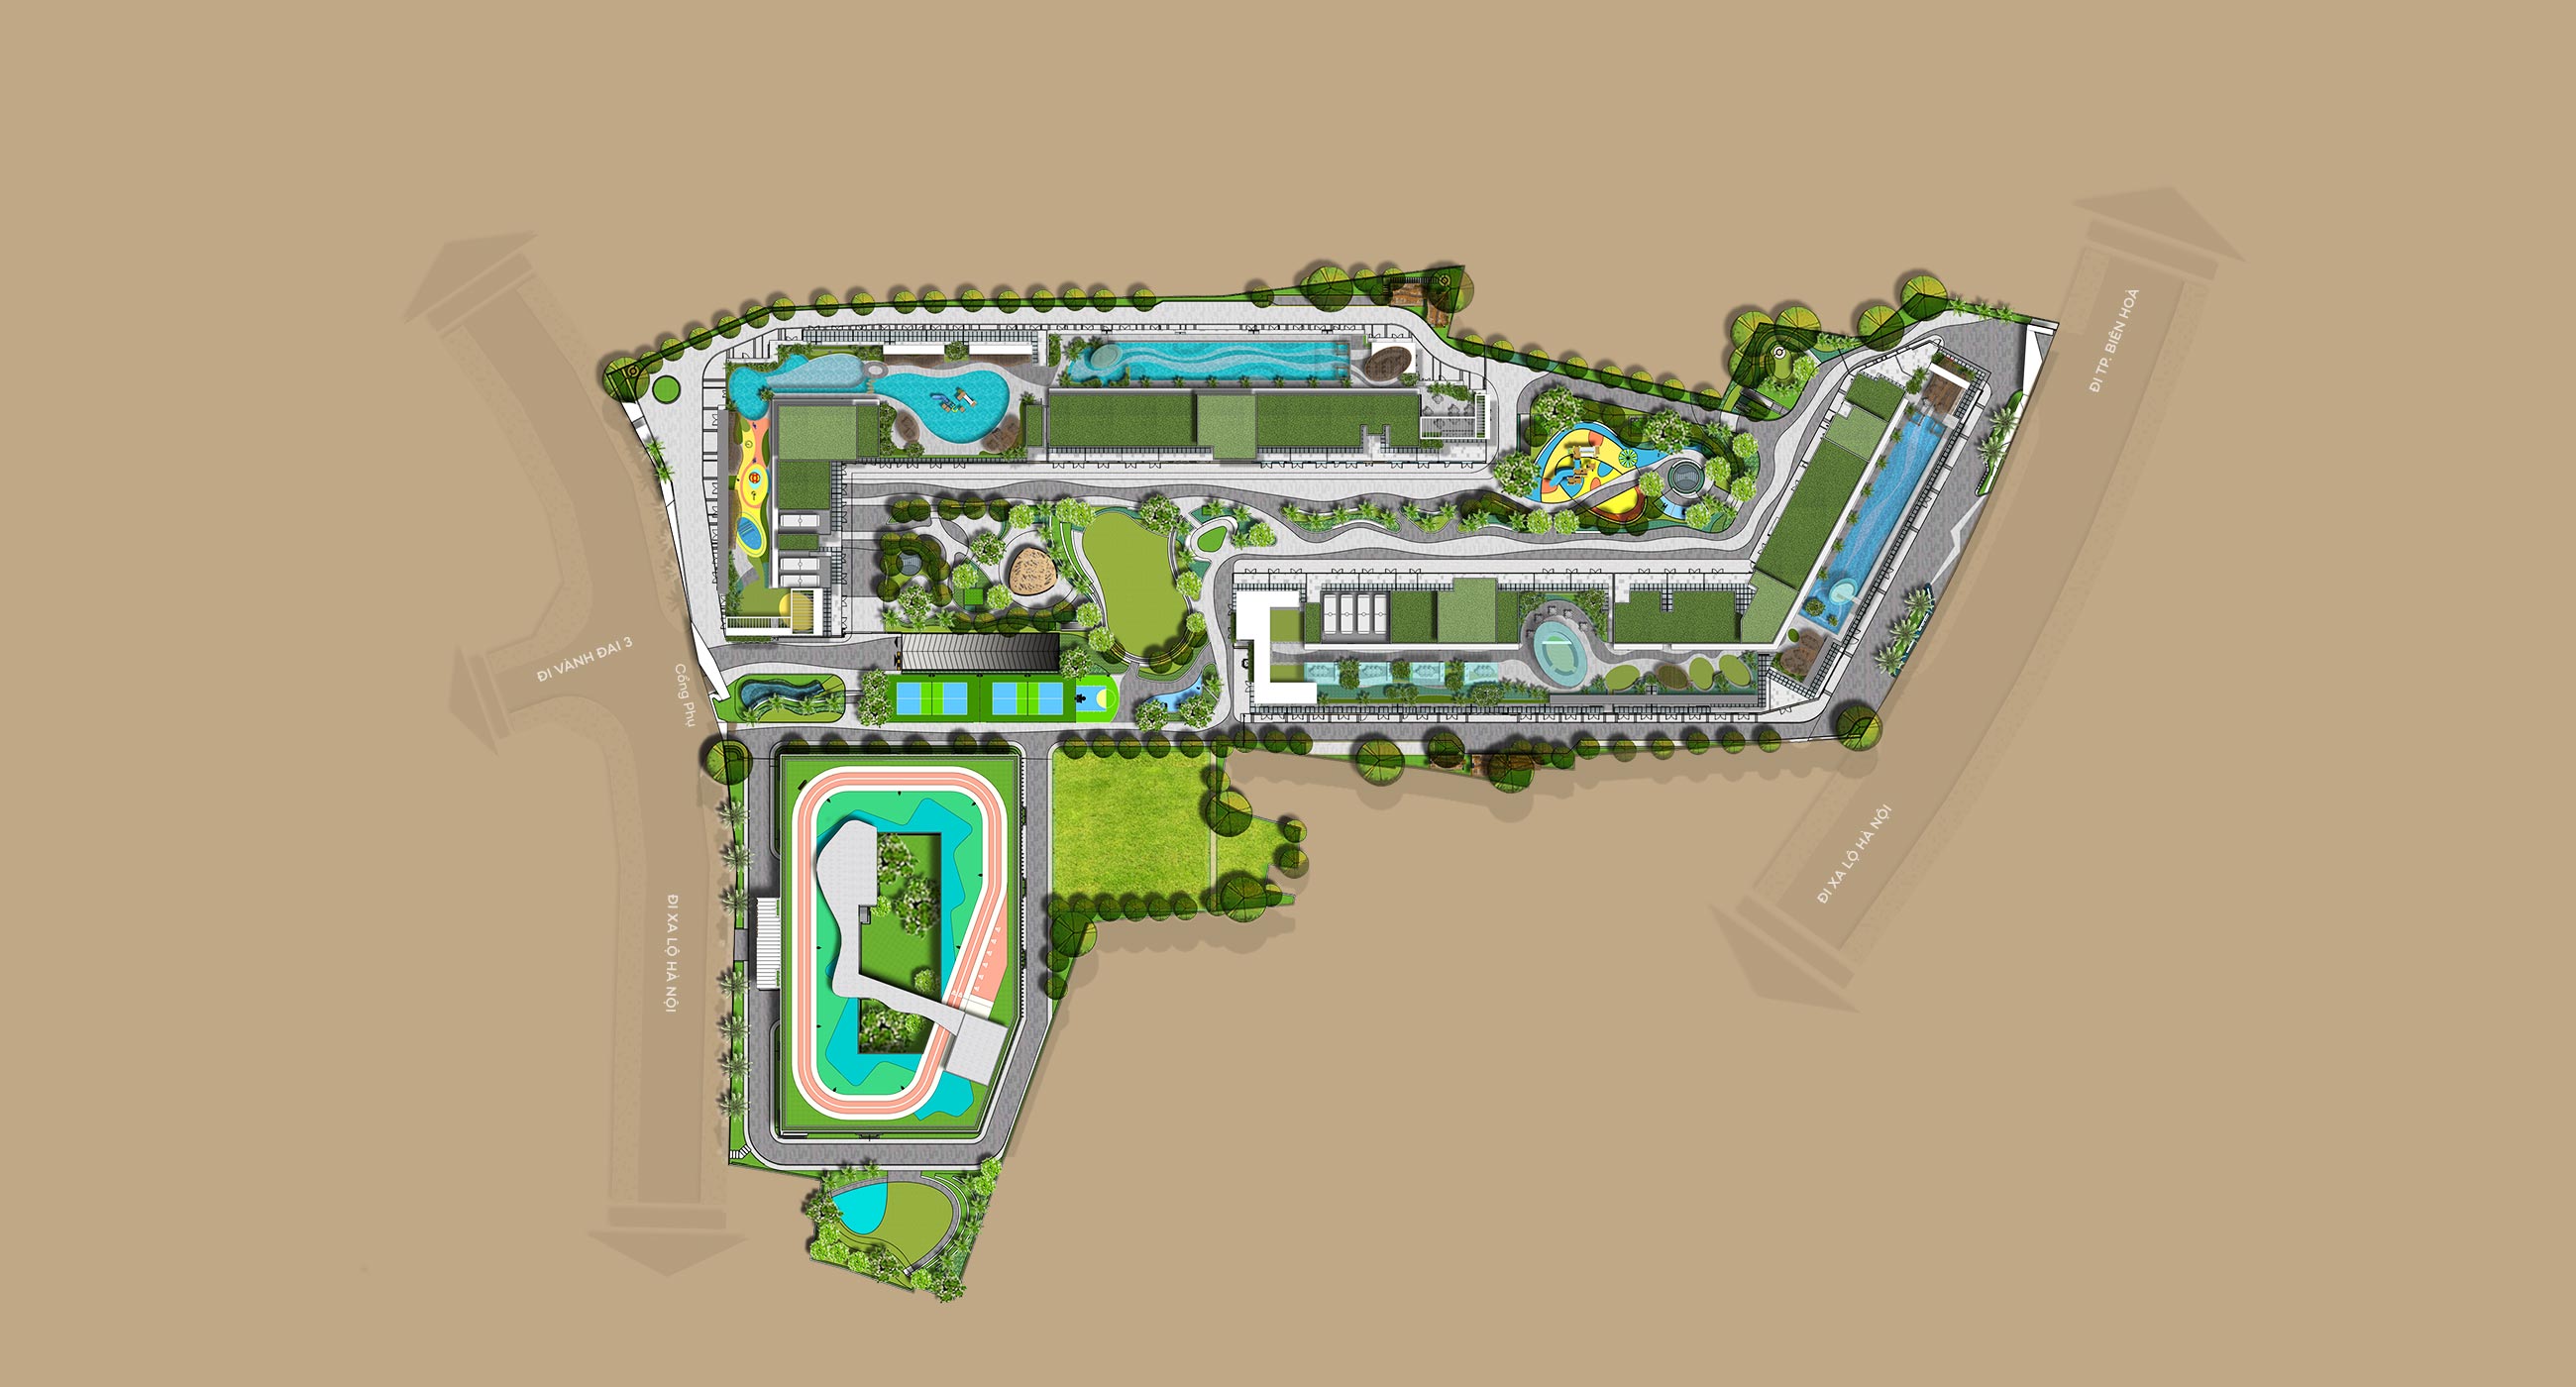 ĐI TP. BIÊN HOÀ
ĐI VÀNH ĐAI 3
Cổng Phụ
ĐI XA LỘ HÀ NỘI
ĐI XA LỘ HÀ NỘI